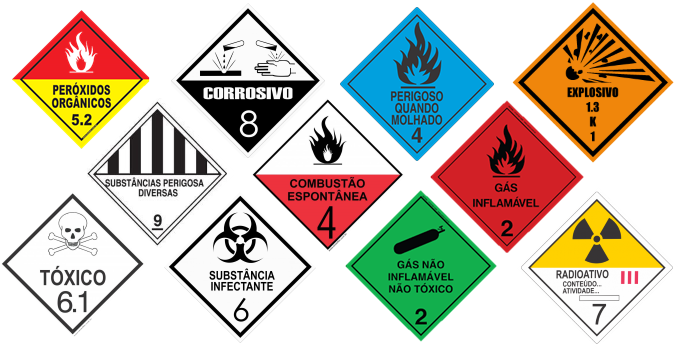 PERÓXIDOS
ORGÂNICOS
5.2
CORROSIVO
8
PERIGOSO
QUANDO
MOLHADO
4
EXPLOSIVO
1.3
K
1
SUBSTÂNCIAS PERIGOSA
DIVERSAS
9
COMBUSTÃO
ESPONTÂNEA
4
GÁS
INFLAMÁVEL
2
TÓXICO
6.1
SUBSTÂNCIA
INFECTANTE
6
GÁS NÃO
INFLAMÁVEL
NÃO TÓXICO
2
RADIOATIVO III
CONTEÚDO...
ATIVIDADE...
7